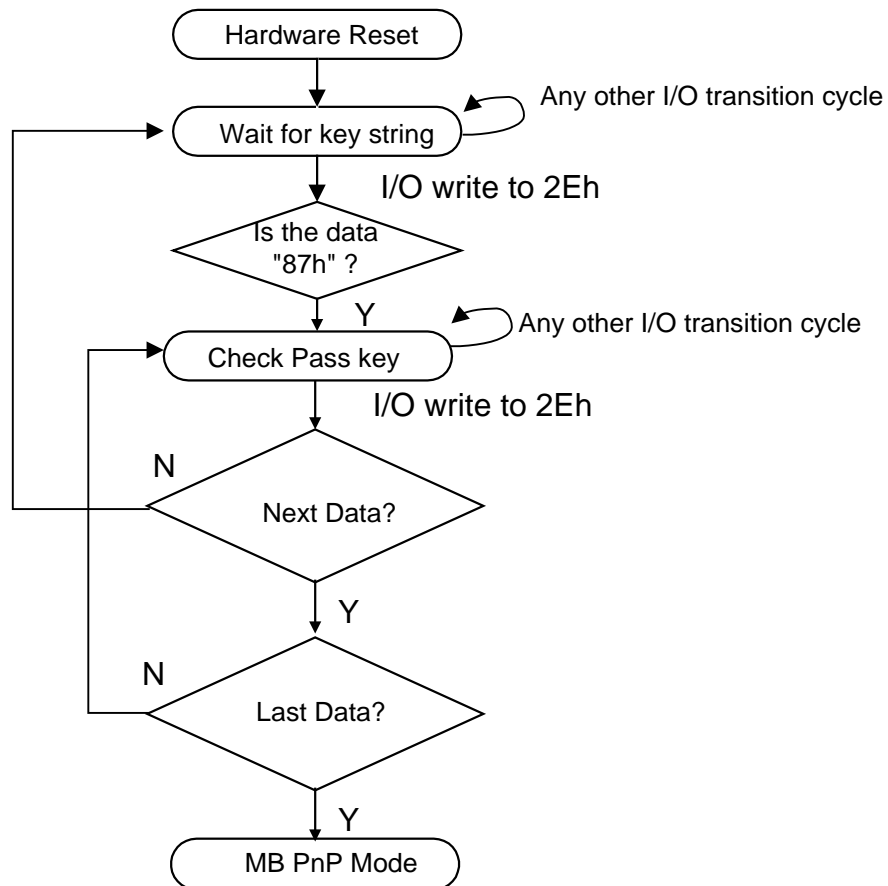 Hardware Reset
Any other I/O transition cycle
Wait for key string
I/O write to 2Eh
Is the data
"87h" ?
Y
Any other I/O transition cycle
Check Pass key
I/O write to 2Eh
N
Next Data?
Y
N
Last Data?
Y
MB PnP Mode